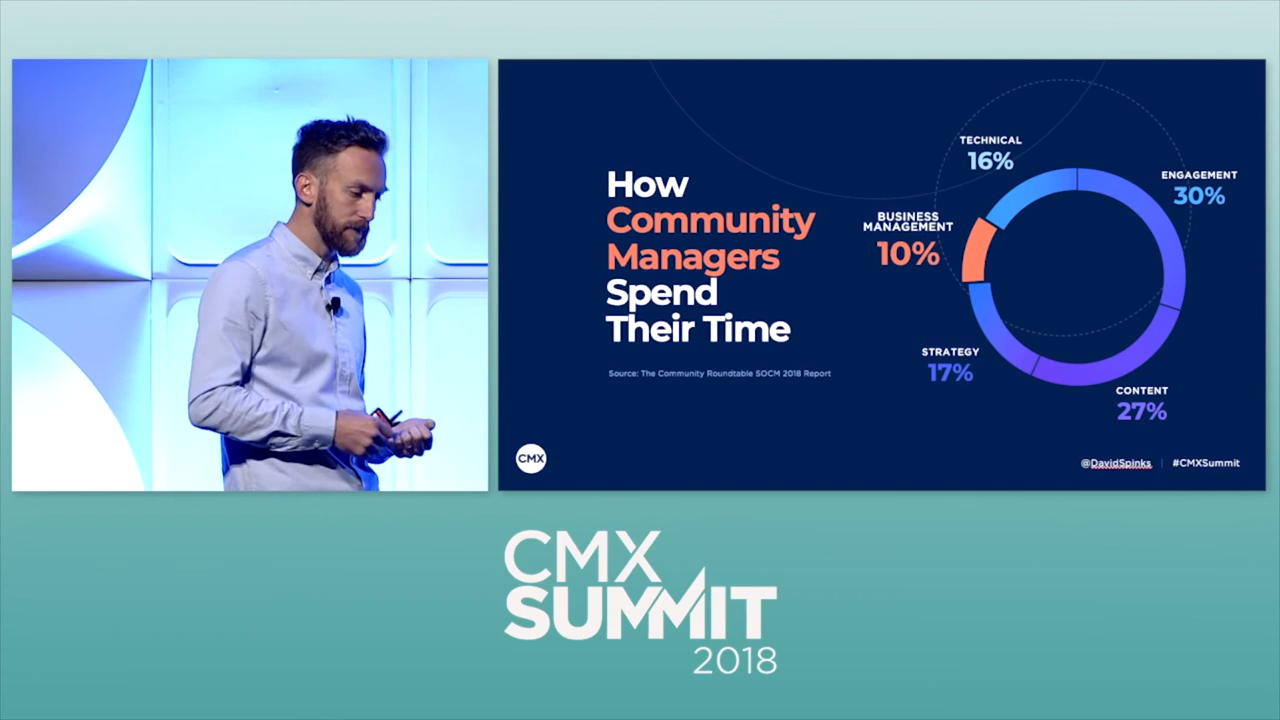 How
Community
Managers
Spend
Their Time
Source: The Community Roundtable SOCM 2018 Report
TECHNICAL
16%
ENGAGEMENT
30%
BUSINESS
MANAGEMENT
10%
STRATEGY
17%
CONTENT
27%
CMX
@DavidSpinks | #CMXSummit
CMX
SUMMIT
2018